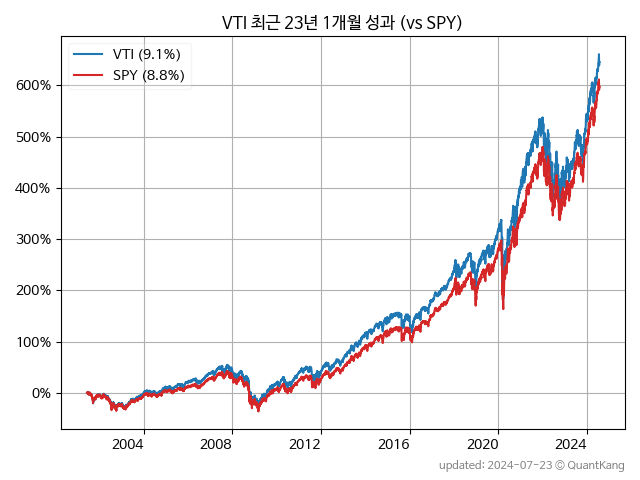 VTI 최근 23년 1개월 성과 (vs SPY)
VTI (9.1%)
SPY (8.8%)
600%
500%
400%
300%
200%
100%
0%
2004 2008 2012 2016 2020 2024
updated: 2024-07-23 © QuantKang